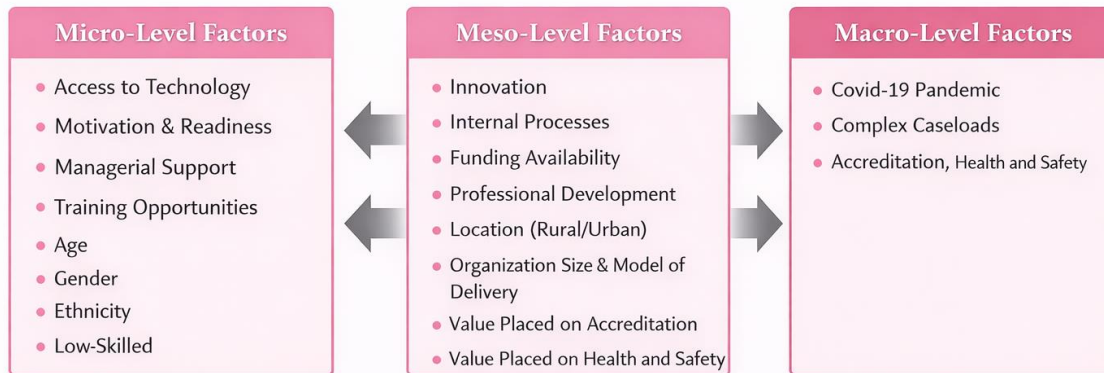 Micro-Level Factors
Access to Technology
Motivation & Readiness
Managerial Support
Training Opportunities
Age
Gender
Ethnicity
Low-Skilled
Meso-Level Factors
Innovation
Internal Processes
Funding Availability
Professional Development
Location (Rural/Urban)
Organization Size & Model of
Delivery
Value Placed on Accreditation
Value Placed on Health and Safety
Macro-Level Factors
Covid-19 Pandemic
Complex Caseloads
Accreditation, Health and Safety